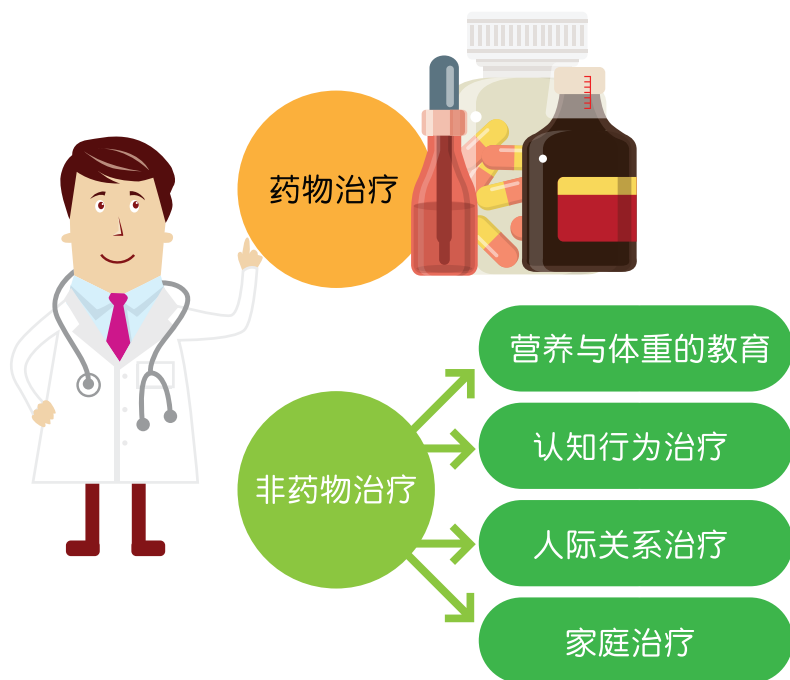 药物治疗
营养与体重的教育
认知行为治疗
非药物治疗
人际关系治疗
家庭治疗